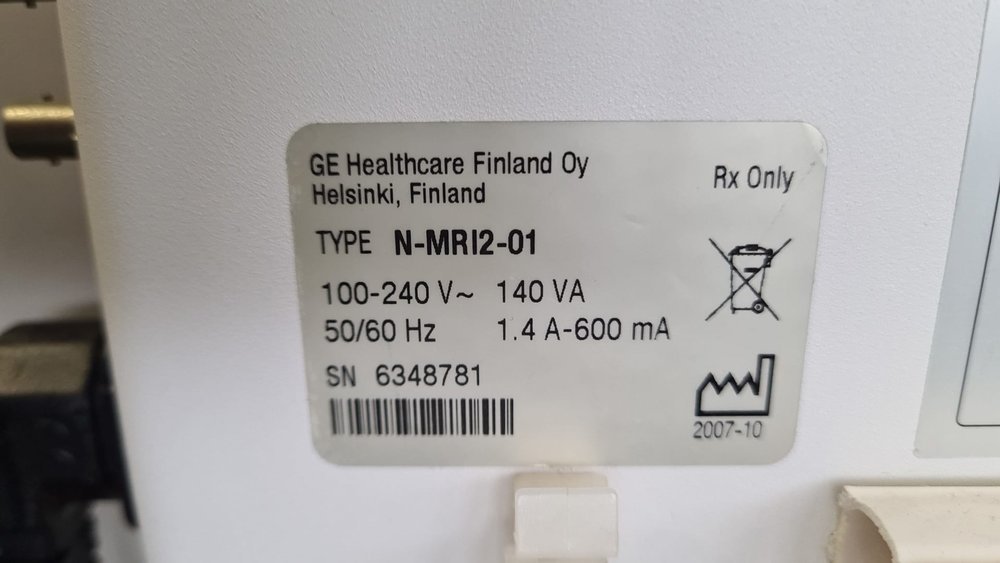 GE Healthcare Finland Oy
Helsinki, Finland
Rx Only
TYPE N-MRI2-01
100-240 V~ 140 VA
50/60 Hz 1.4 A-600 mA
SN 6348781
2007-10